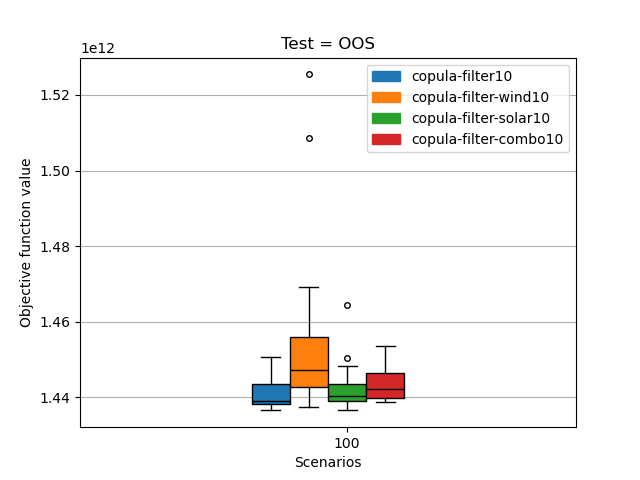 Test = OOS
1e12
1.52
1.50
1.48
1.46
1.44
Objective function value
copula-filter10
copula-filter-wind10
copula-filter-solar10
copula-filter-combo10
100
Scenarios